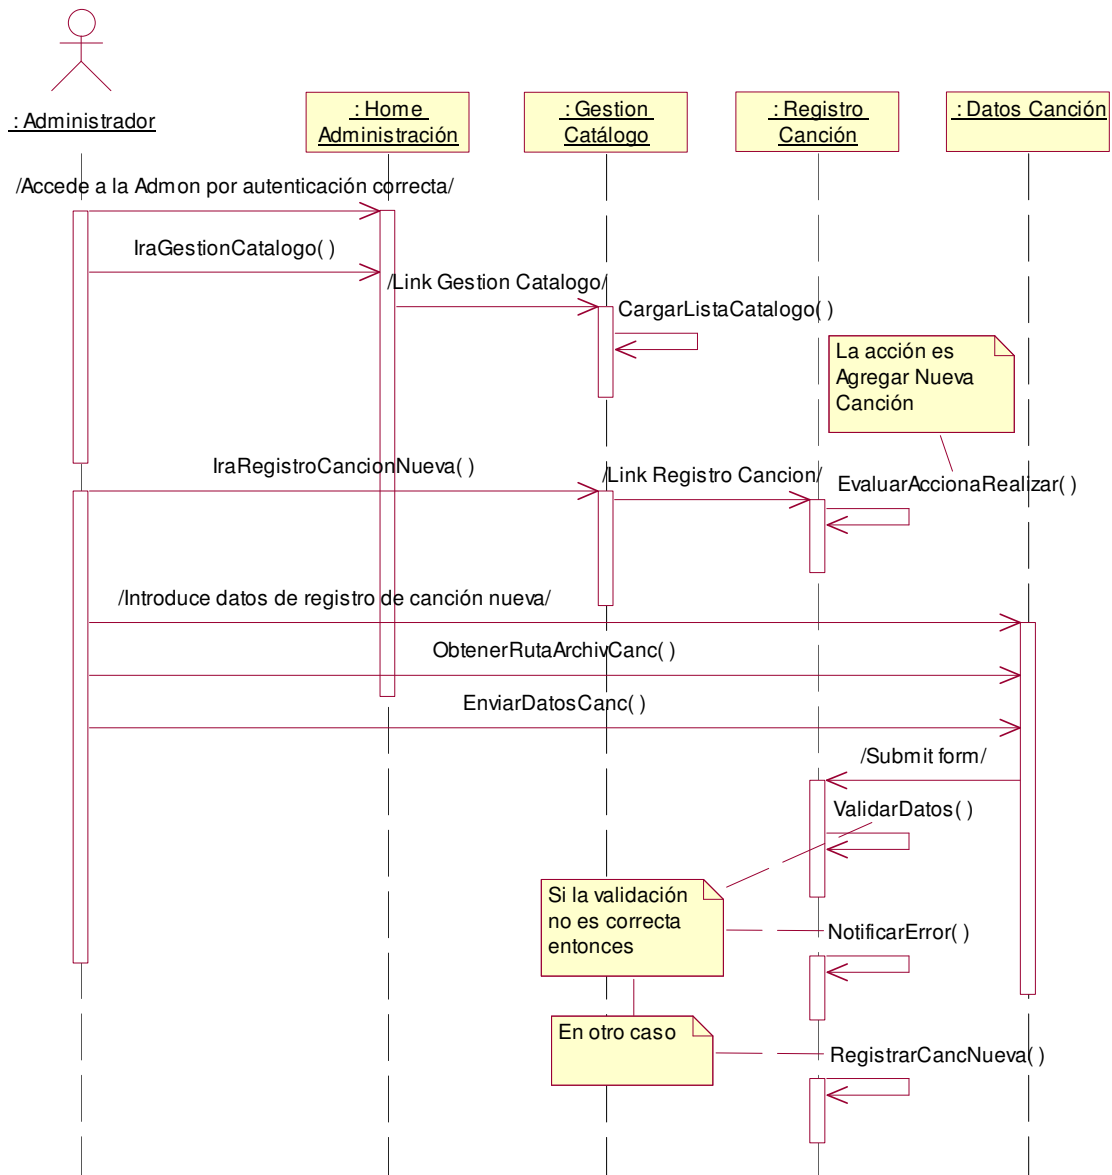 : Administrador
: Home
Administración
: Gestion
Catálogo
: Registro
Canción
: Datos Canción
/Accede a la Admon por autenticación correcta/
IraGestionCatalogo( )
/Link Gestion Catalogo/
CargarListaCatalogo( )
La acción es
Agregar Nueva
Canción
IraRegistroCancionNueva( )
/Link Registro Cancion/
EvaluarAccionaRealizar( )
/Introduce datos de registro de canción nueva/
ObtenerRutaArchivCanc( )
EnviarDatosCanc( )
/Submit form/
ValidarDatos( )
Si la validación
no es correcta
entonces
NotificarError( )
En otro caso
RegistrarCancNueva( )